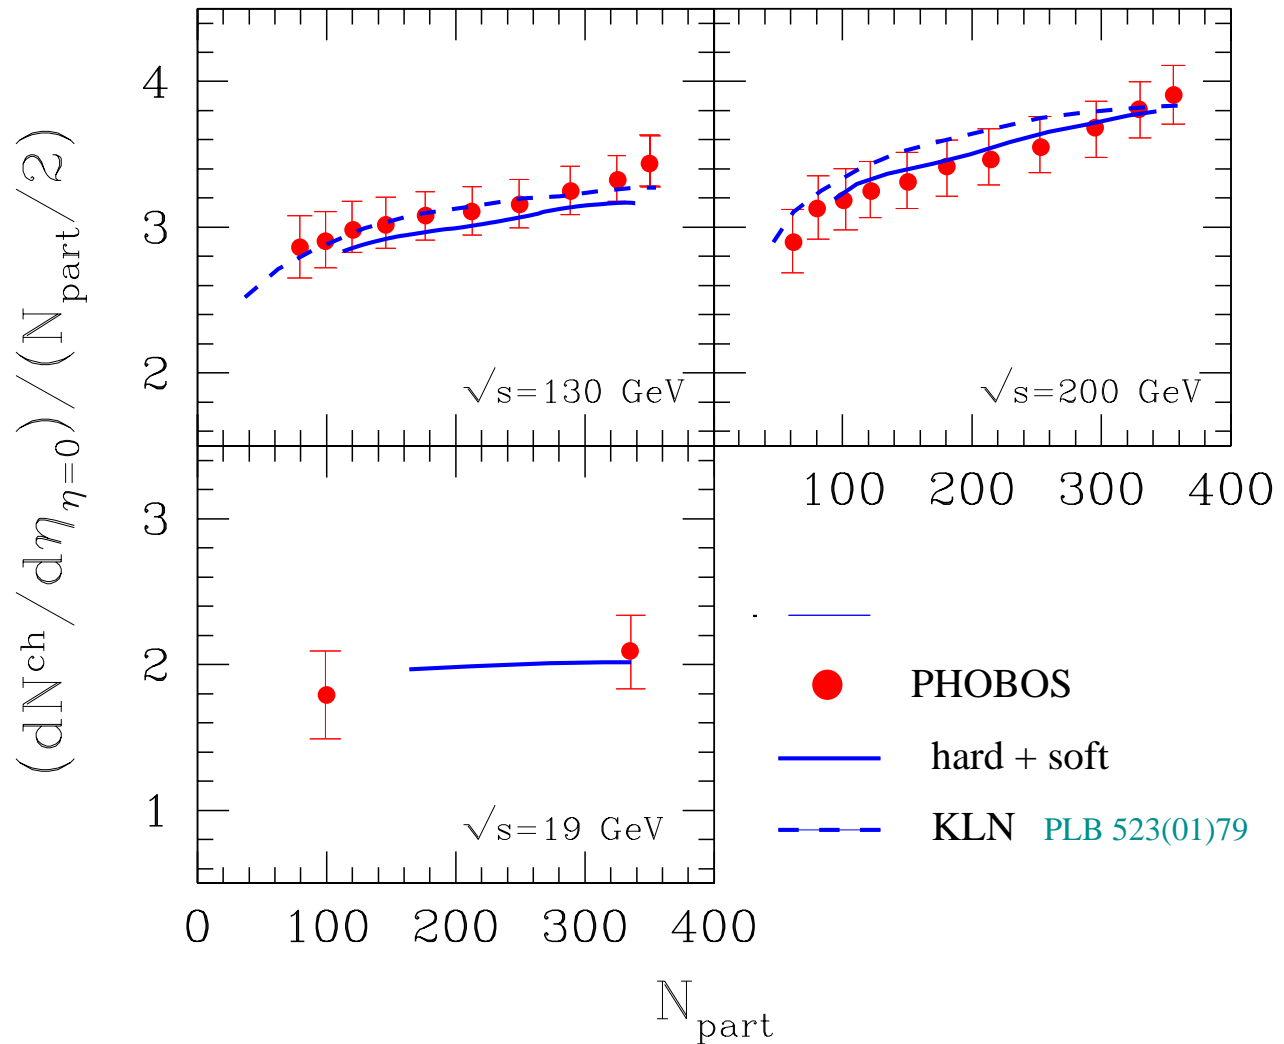 (dN^ch/dη_η=0)/(N_part/2)
4
3
2
√s=130 GeV
√s=200 GeV
100 200 300 400
3
2
1
√s=19 GeV
0 100 200 300 400
N_part
PHOBOS
hard + soft
KLN PLB 523(01)79